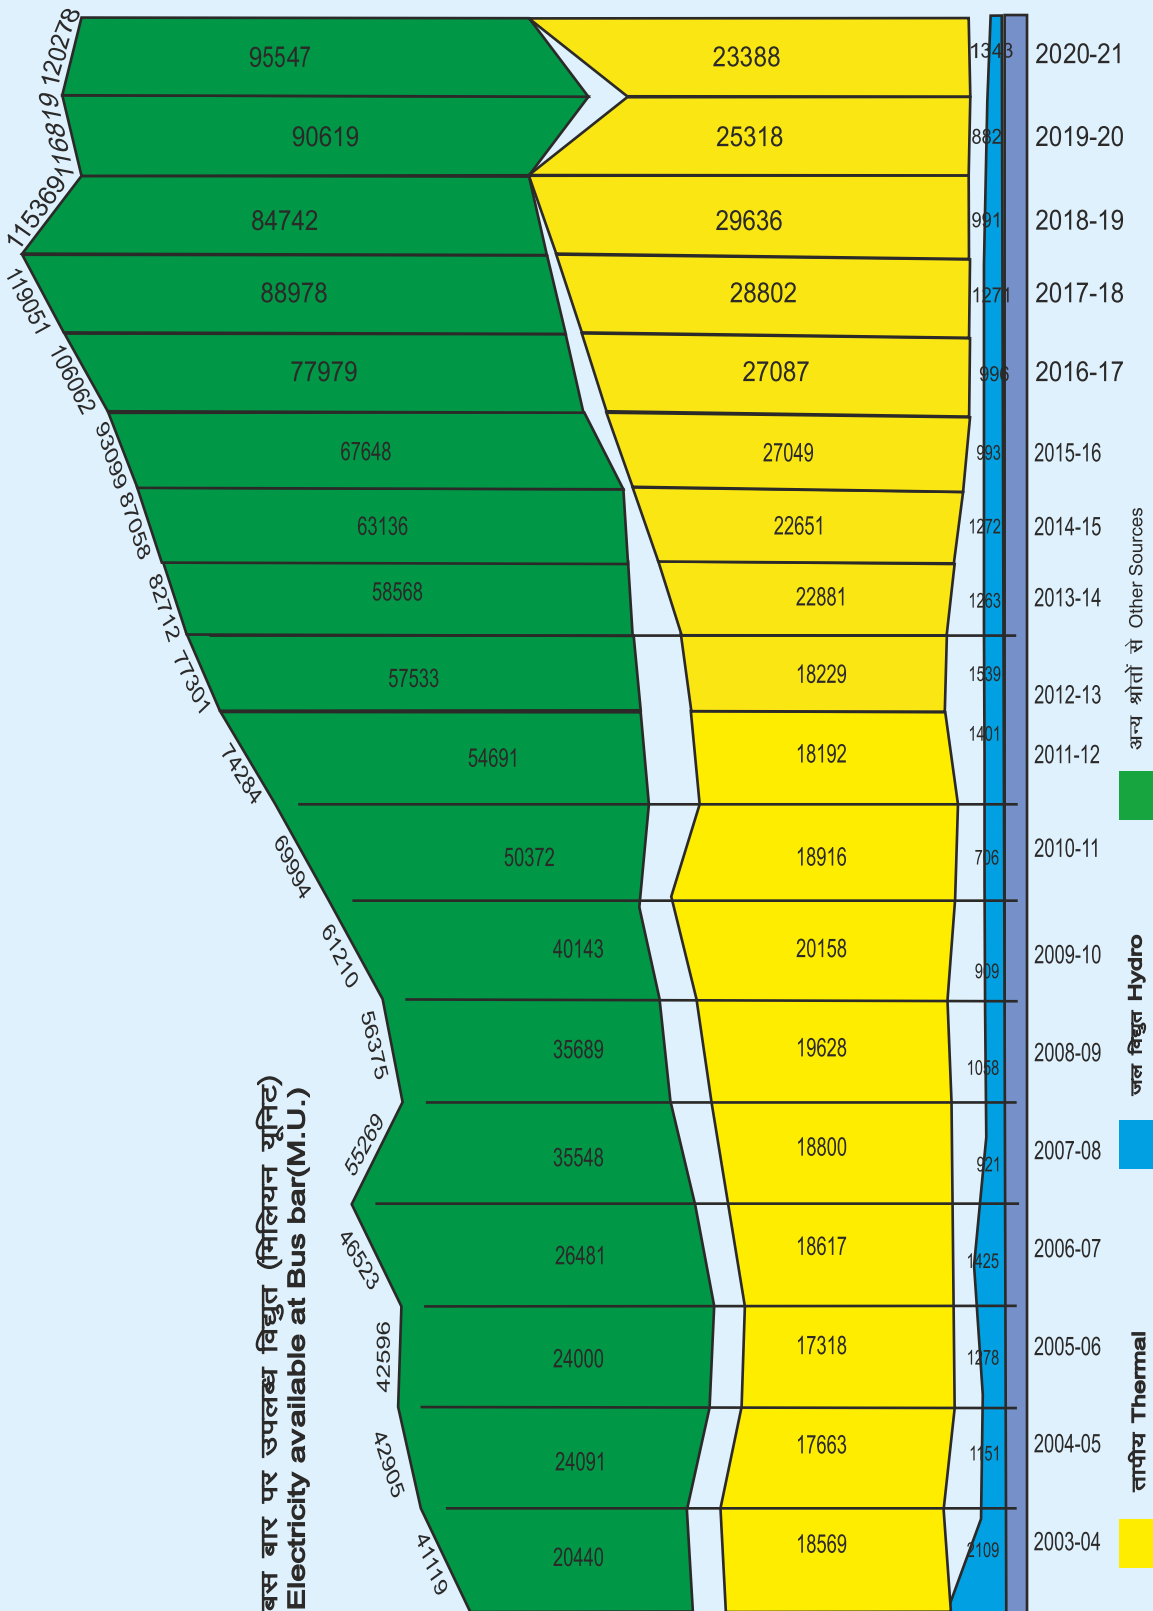 120278 95547 23388 1343 2020-21
116819 90619 25318 882 2019-20
115369 84742 29636 991 2018-19
119051 88978 28802 1271 2017-18
106062 77979 27087 996 2016-17
93099 67648 27049 993 2015-16
87058 63136 22651 1272 2014-15
82712 58568 22881 1263 2013-14
77301 57533 18229 1539 2012-13
74284 54691 18192 1401 2011-12
69994 50372 18916 706 2010-11
61210 40143 20158 909 2009-10
56375 35689 19628 1058 2008-09
55269 35548 18800 921 2007-08
46523 26481 18617 1425 2006-07
42596 24000 17318 1278 2005-06
42905 24091 17663 1151 2004-05
41119 20440 18569 2109 2003-04
बस बार पर उपलब्ध विद्युत (मिलियन यूनिट)
Electricity available at Bus bar(M.U.)
तापीय Thermal
जल विद्युत Hydro
अन्य श्रोतों से Other Sources